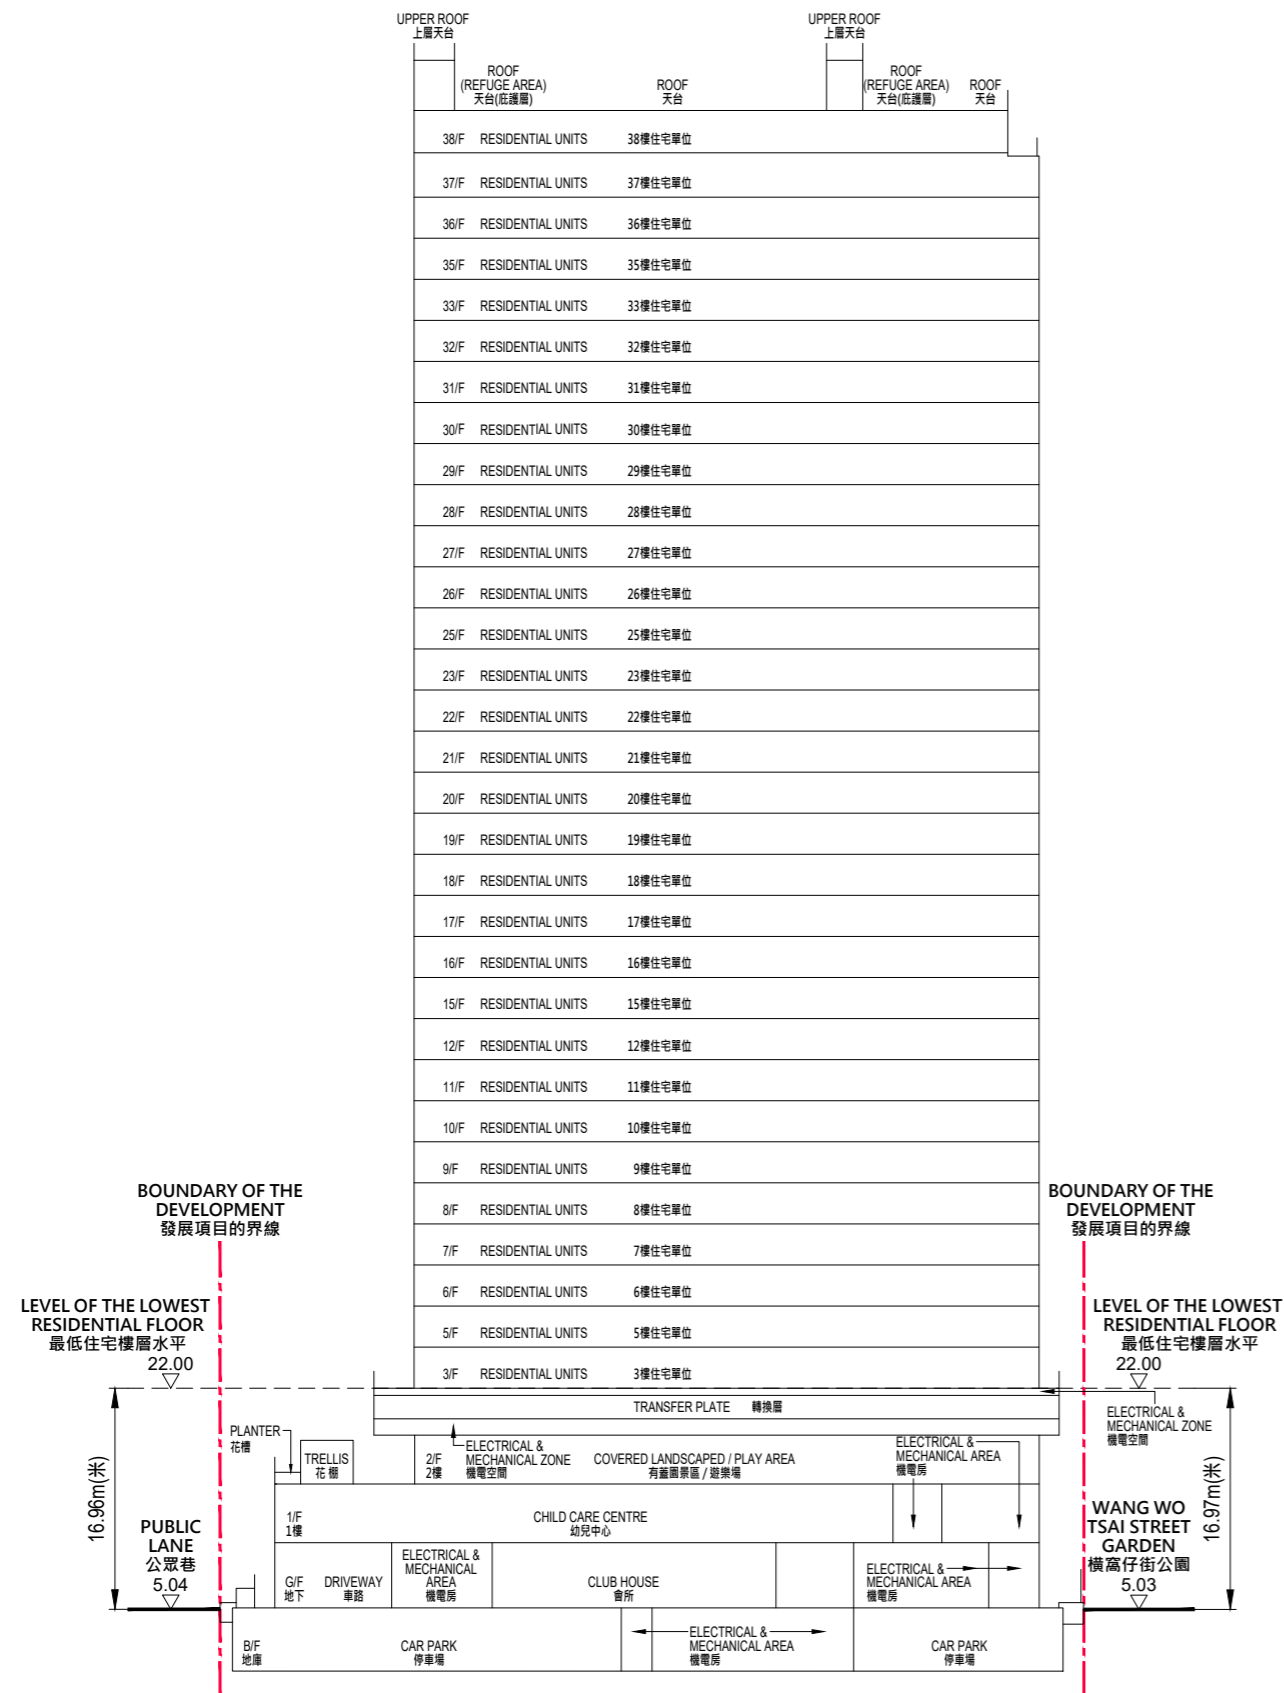 UPPER ROOF
上層天台
UPPER ROOF
上層天台
ROOF
(REFUGE AREA)
天台(庇護層)
ROOF
天台
ROOF
(REFUGE AREA)
天台(庇護層)
ROOF
天台
38/F RESIDENTIAL UNITS 38樓住宅單位
37/F RESIDENTIAL UNITS 37樓住宅單位
36/F RESIDENTIAL UNITS 36樓住宅單位
35/F RESIDENTIAL UNITS 35樓住宅單位
33/F RESIDENTIAL UNITS 33樓住宅單位
32/F RESIDENTIAL UNITS 32樓住宅單位
31/F RESIDENTIAL UNITS 31樓住宅單位
30/F RESIDENTIAL UNITS 30樓住宅單位
29/F RESIDENTIAL UNITS 29樓住宅單位
28/F RESIDENTIAL UNITS 28樓住宅單位
27/F RESIDENTIAL UNITS 27樓住宅單位
26/F RESIDENTIAL UNITS 26樓住宅單位
25/F RESIDENTIAL UNITS 25樓住宅單位
23/F RESIDENTIAL UNITS 23樓住宅單位
22/F RESIDENTIAL UNITS 22樓住宅單位
21/F RESIDENTIAL UNITS 21樓住宅單位
20/F RESIDENTIAL UNITS 20樓住宅單位
19/F RESIDENTIAL UNITS 19樓住宅單位
18/F RESIDENTIAL UNITS 18樓住宅單位
17/F RESIDENTIAL UNITS 17樓住宅單位
16/F RESIDENTIAL UNITS 16樓住宅單位
15/F RESIDENTIAL UNITS 15樓住宅單位
12/F RESIDENTIAL UNITS 12樓住宅單位
11/F RESIDENTIAL UNITS 11樓住宅單位
10/F RESIDENTIAL UNITS 10樓住宅單位
9/F RESIDENTIAL UNITS 9樓住宅單位
8/F RESIDENTIAL UNITS 8樓住宅單位
7/F RESIDENTIAL UNITS 7樓住宅單位
6/F RESIDENTIAL UNITS 6樓住宅單位
5/F RESIDENTIAL UNITS 5樓住宅單位
3/F RESIDENTIAL UNITS 3樓住宅單位
BOUNDARY OF THE
DEVELOPMENT
發展項目的界線
BOUNDARY OF THE
DEVELOPMENT
發展項目的界線
LEVEL OF THE LOWEST
RESIDENTIAL FLOOR
最低住宅樓層水平
22.00
LEVEL OF THE LOWEST
RESIDENTIAL FLOOR
最低住宅樓層水平
22.00
TRANSFER PLATE 轉換層
ELECTRICAL &
MECHANICAL ZONE
機電空間
PLANTER
花槽
TRELLIS
花棚
2/F
2樓
ELECTRICAL &
MECHANICAL ZONE
機電空間
COVERED LANDSCAPED / PLAY AREA
有蓋園景區 / 遊樂場
ELECTRICAL &
MECHANICAL AREA
機電房
16.96m(米)
16.97m(米)
1/F
1樓
CHILD CARE CENTRE
幼兒中心
PUBLIC
LANE
公眾巷
5.04
WANG WO
TSAI STREET
GARDEN
橫窩仔街公園
5.03
G/F
地下
DRIVEWAY
車路
ELECTRICAL &
MECHANICAL
AREA
機電房
CLUB HOUSE
會所
ELECTRICAL &
MECHANICAL AREA
機電房
B/F
地庫
CAR PARK
停車場
ELECTRICAL &
MECHANICAL AREA
機電房
CAR PARK
停車場